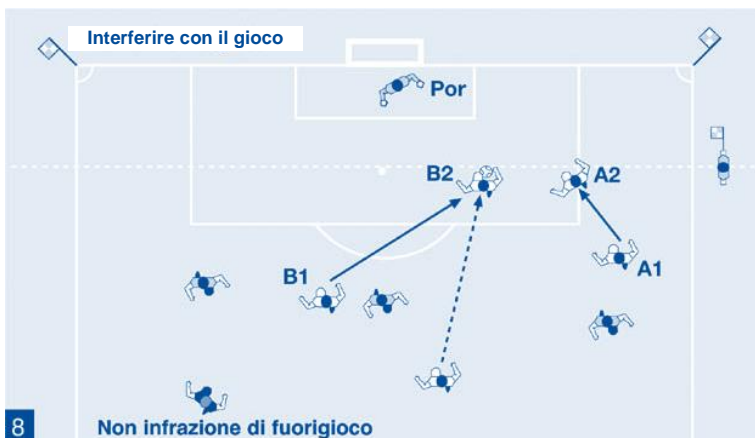 Interferire con il gioco
Por
B2
A2
B1
A1
8
Non infrazione di fuorigioco